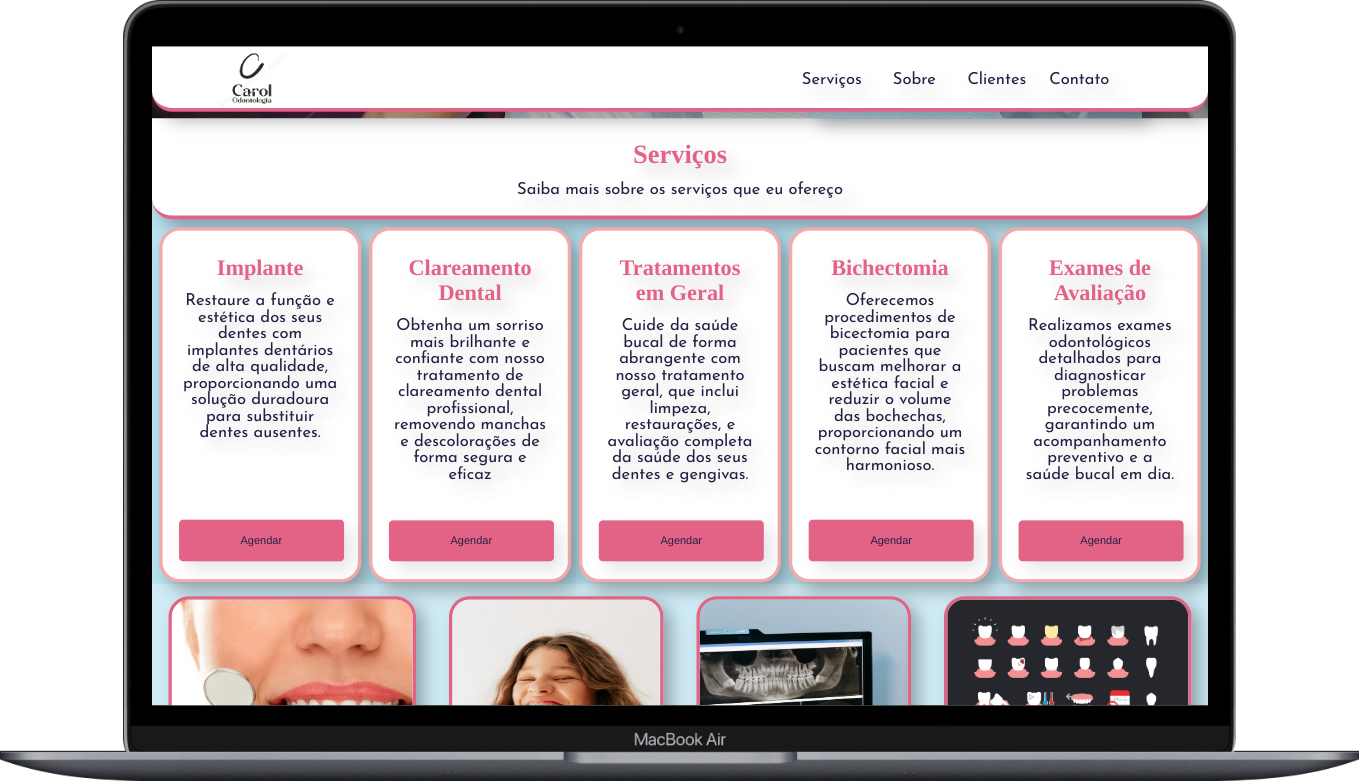 Carol
Odontologia
Serviços Sobre Clientes Contato
Serviços
Saiba mais sobre os serviços que eu ofereço
Implante
Restaure a função e
estética dos seus
dentes com
implantes dentários
de alta qualidade,
proporcionando uma
solução duradoura
para substituir
dentes ausentes.
Agendar
Clareamento
Dental
Obtenha um sorriso
mais brilhante e
confiante com nosso
tratamento de
clareamento dental
profissional,
removendo manchas
e descolorações de
forma segura e
eficaz
Agendar
Tratamentos
em Geral
Cuide da saúde
bucal de forma
abrangente com
nosso tratamento
geral, que inclui
limpeza,
restaurações, e
avaliação completa
da saúde dos seus
dentes e gengivas.
Agendar
Bichectomia
Oferecemos
procedimentos de
bicectomia para
pacientes que
buscam melhorar a
estética facial e
reduzir o volume
das bochechas,
proporcionando um
contorno facial mais
harmonioso.
Agendar
Exames de
Avaliação
Realizamos exames
odontológicos
detalhados para
diagnosticar
problemas
precocemente,
garantindo um
acompanhamento
preventivo e a
saúde bucal em dia.
Agendar
MacBook Air